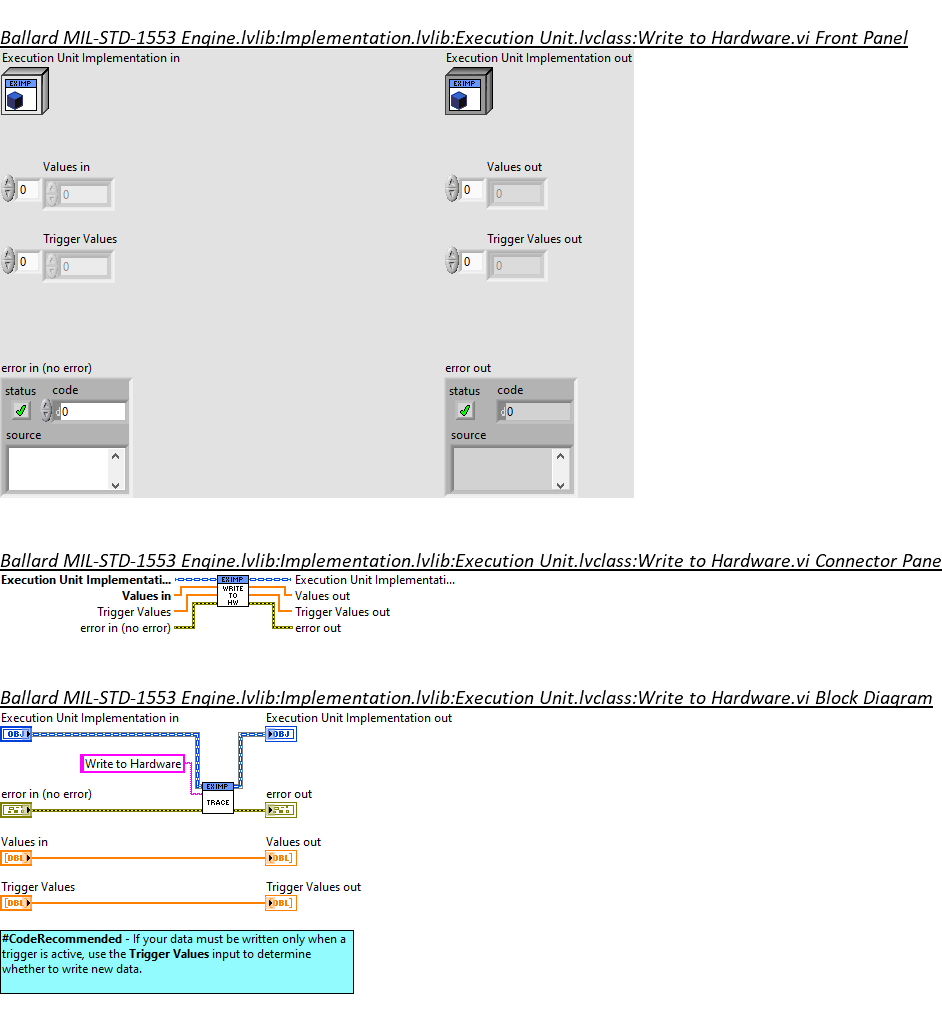 Ballard MIL-STD-1553 Engine.lvlib:Implementation.lvlib:Execution Unit.lvclass:Write to Hardware.vi Front Panel
Execution Unit Implementation in
Execution Unit Implementation out
EXIMP
EXIMP
Values in
Values out
0
0
0
0
Trigger Values
Trigger Values out
0
0
0
0
error in (no error)
error out
status
code
status
code
d
0
d
0
source
source
Ballard MIL-STD-1553 Engine.lvlib:Implementation.lvlib:Execution Unit.lvclass:Write to Hardware.vi Connector Pane
Execution Unit Implementati...
EXIMP
Execution Unit Implementati...
Values in
WRITE
TO
HW
Values out
Trigger Values
Trigger Values out
error in (no error)
error out
Ballard MIL-STD-1553 Engine.lvlib:Implementation.lvlib:Execution Unit.lvclass:Write to Hardware.vi Block Diagram
Execution Unit Implementation in
Execution Unit Implementation out
OBJ
OBJ
Write to Hardware
EXIMP
TRACE
error in (no error)
error out
Values in
Values out
[DBL]
DBL]
Trigger Values
Trigger Values out
[DBL]
DBL]
#CodeRecommended - If your data must be written only when a
trigger is active, use the Trigger Values input to determine
whether to write new data.